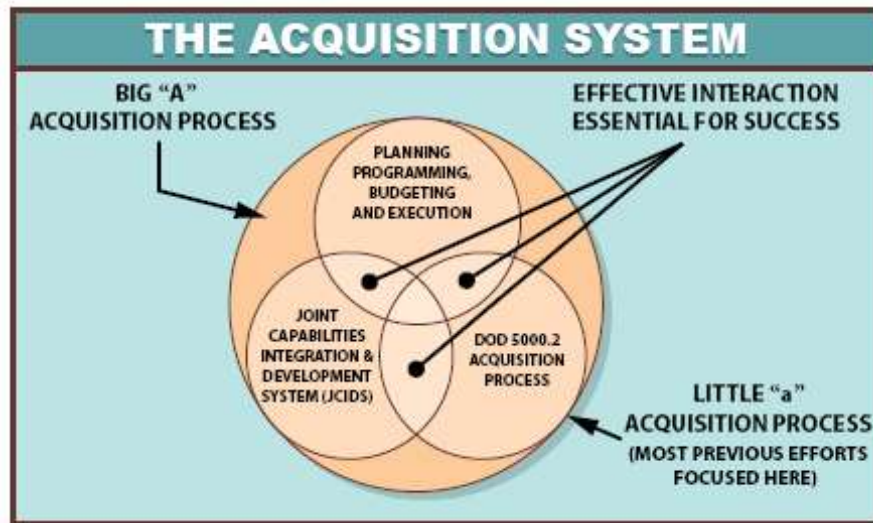 THE ACQUISITION SYSTEM
BIG “A”
ACQUISITION PROCESS
EFFECTIVE INTERACTION
ESSENTIAL FOR SUCCESS
PLANNING
PROGRAMMING,
BUDGETING
AND EXECUTION
JOINT
CAPABILITIES
INTEGRATION &
DEVELOPMENT
SYSTEM (JCIDS)
DOD 5000.2
ACQUISITION
PROCESS
LITTLE “a”
ACQUISITION PROCESS
(MOST PREVIOUS EFFORTS
FOCUSED HERE)